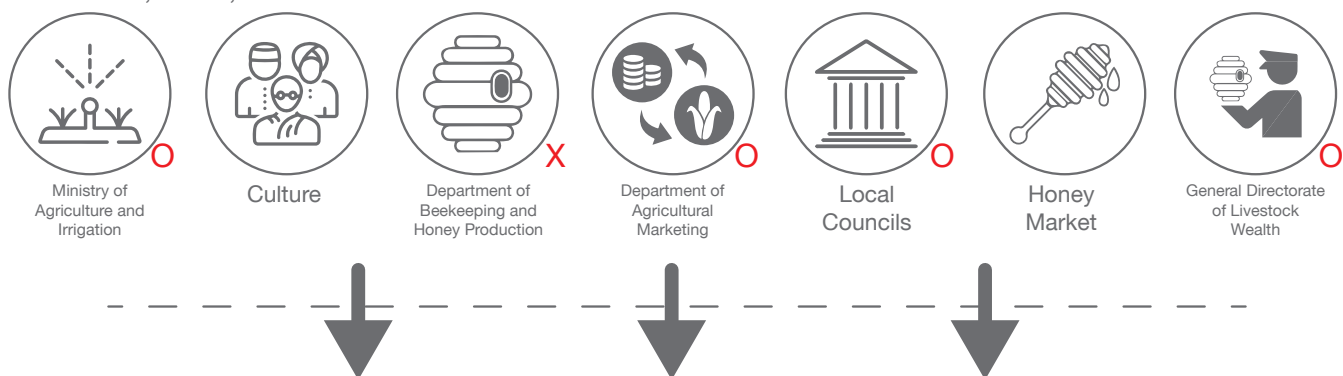 O
X
O
O
O
Ministry of
Agriculture and
Irrigation
Culture
Department of
Beekeeping and
Honey Production
Department of
Agricultural
Marketing
Local
Councils
Honey
Market
General Directorate
of Livestock
Wealth